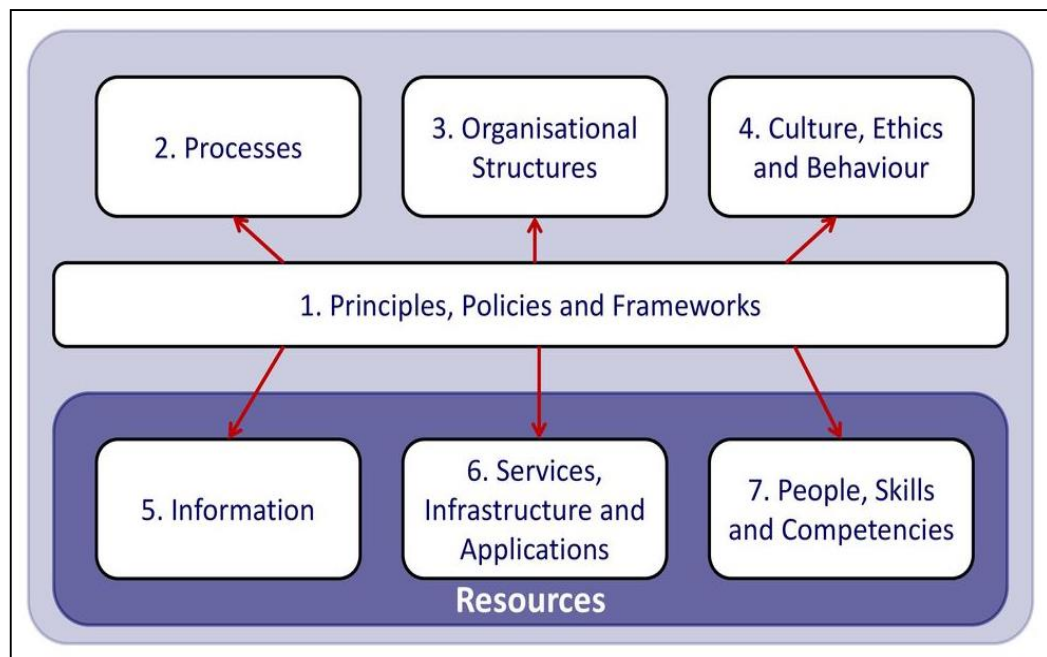 2. Processes
3. Organisational
Structures
4. Culture, Ethics
and Behaviour
1. Principles, Policies and Frameworks
5. Information
6. Services,
Infrastructure and
Applications
7. People, Skills
and Competencies
Resources